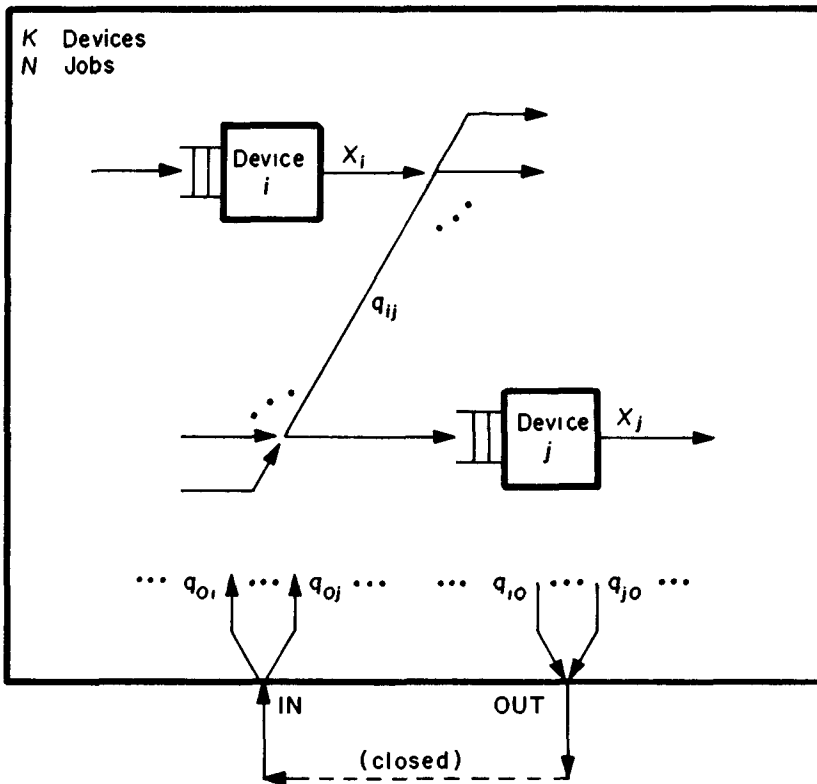 K Devices
N Jobs
Device
i
X_i
q_ij
Device
j
X_j
... q_0i ... q_0j ... ... q_i0 ... q_j0 ...
IN OUT
(closed)